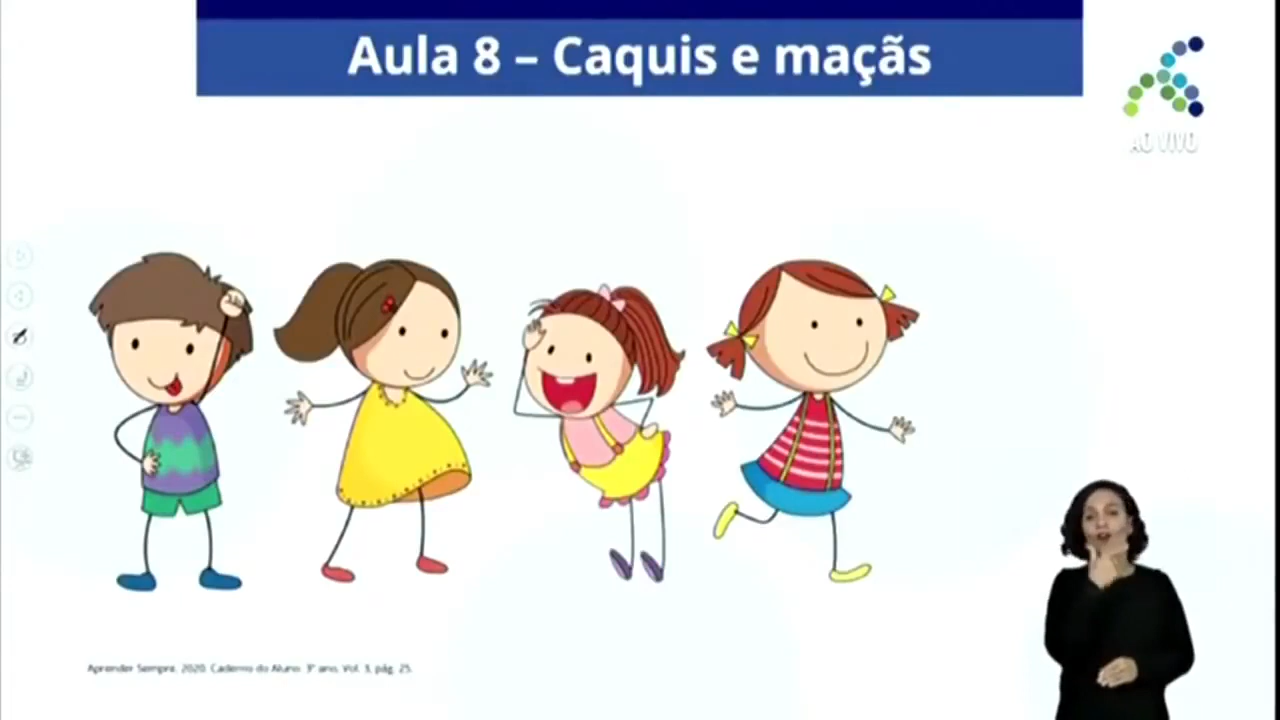 Aula 8 – Caquis e maçãs
AO VIVO
Aprender Sempre, 2020. Caderno do Aluno. 3º ano, Vol. 3, pág. 25.